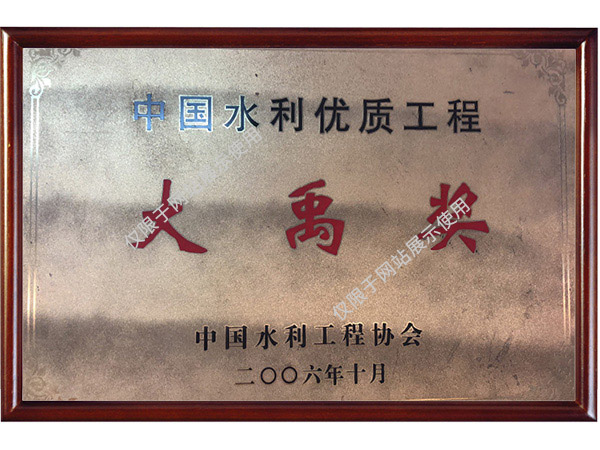 中国水利优质工程
大禹奖
中国水利工程协会
二〇〇六年十月
仅限于网站展示使用
仅限于网站展示使用